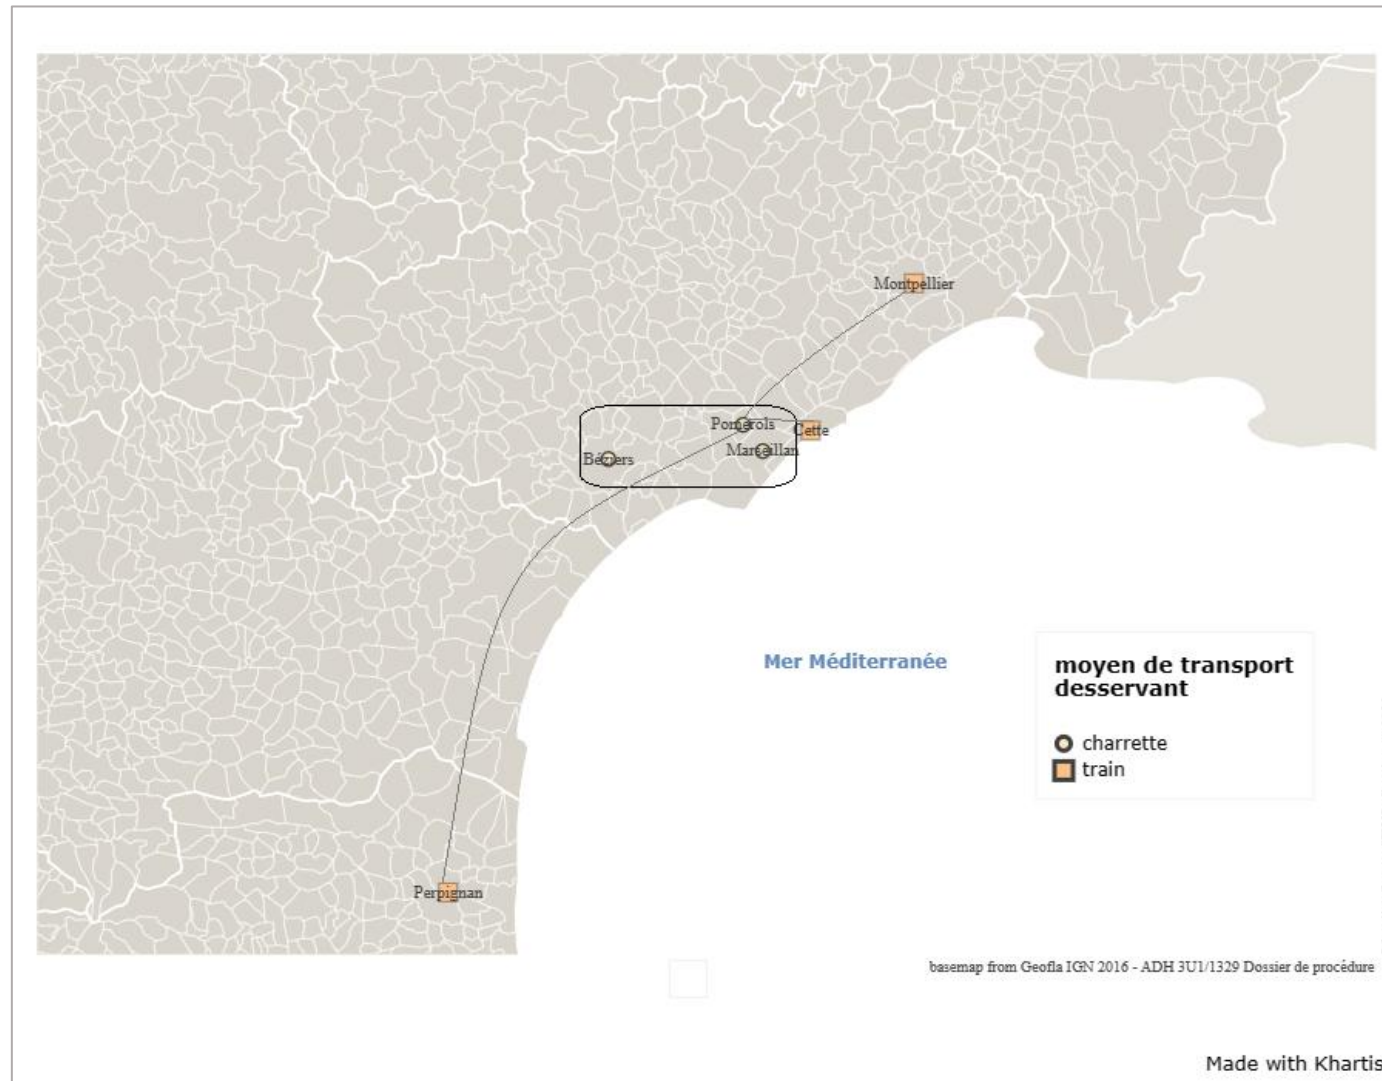 Montpellier
Pomérols
Cette
Marseillan
Béziers
Mer Méditerranée
moyen de transport
desservant
charrette
train
Perpignan
basemap from Geofla IGN 2016 - ADH 3U1/1329 Dossier de procédure
Made with Khartis